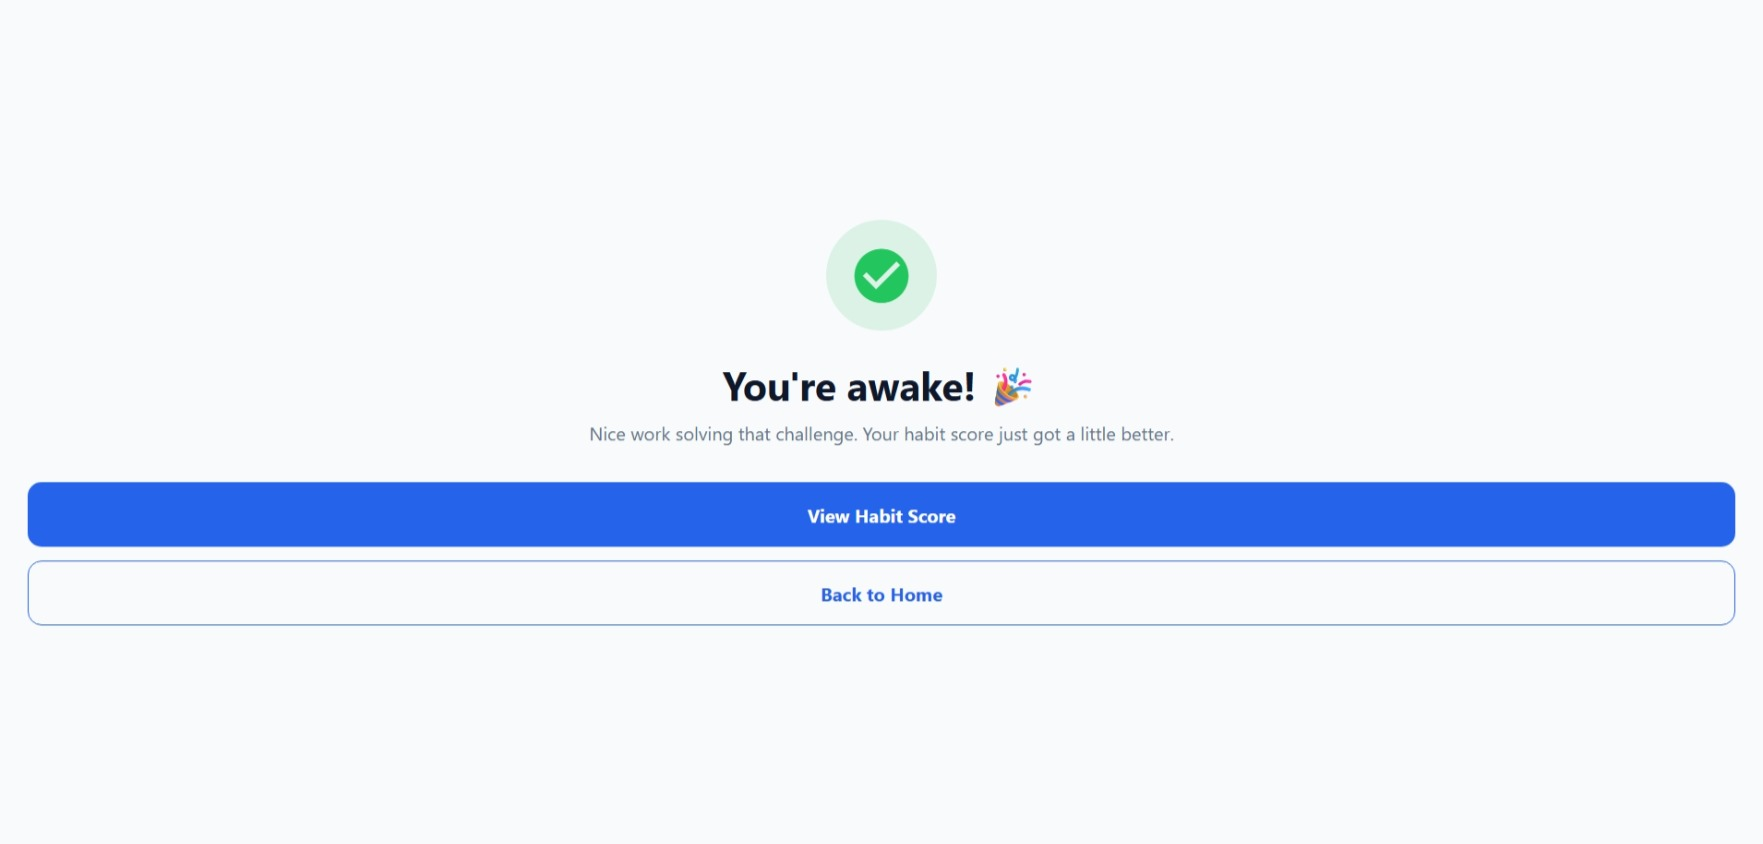 You're awake! 🎉
Nice work solving that challenge. Your habit score just got a little better.
View Habit Score
Back to Home